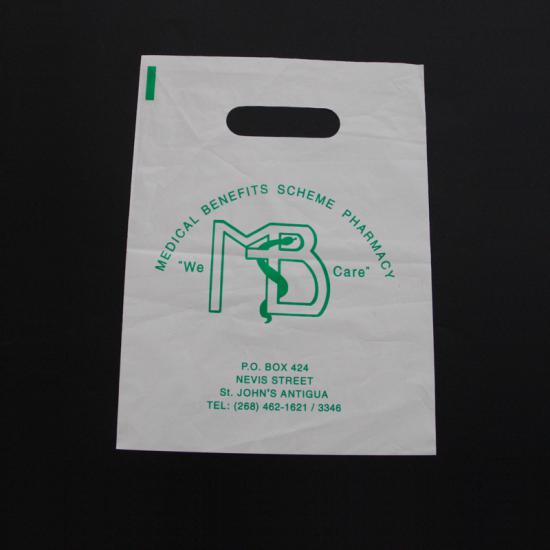 MEDICAL BENEFITS SCHEME PHARMACY
"We MB Care"
P.O. BOX 424
NEVIS STREET
St. JOHN'S ANTIGUA
TEL: (268) 462-1621 / 3346